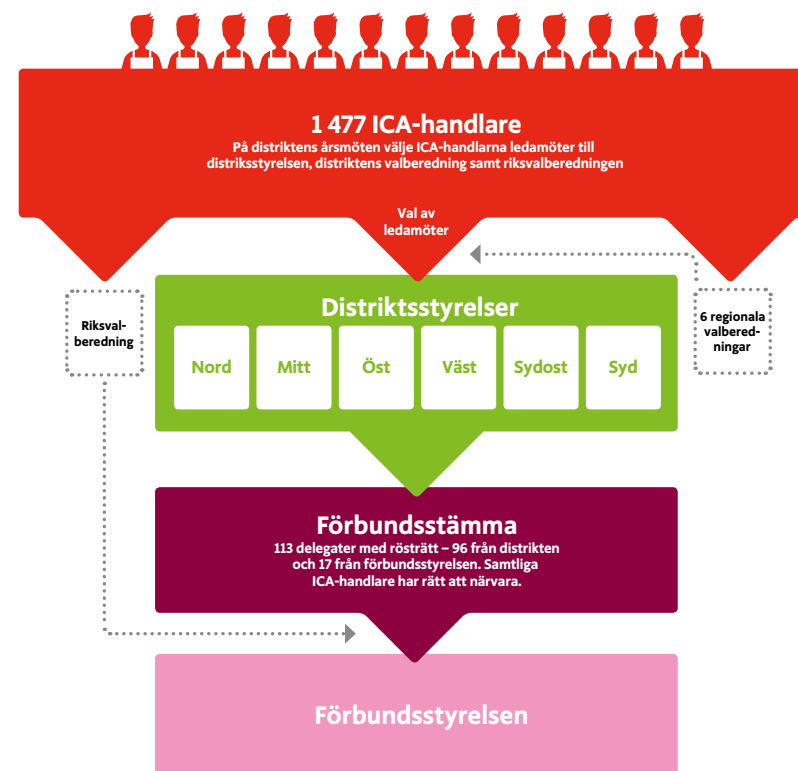 1 477 ICA-handlare
På distriktens årsmöten välje ICA-handlarna ledamöter till
distriksstyrelsen, distriktens valberedning samt riksvalberedningen
Val av
ledamöter
Riksval-
beredning
6 regionala
valbered-
ningar
Distriktsstyrelser
Nord Mitt Öst Väst Sydost Syd
Förbundsstämma
113 delegater med rösträtt – 96 från distrikten
och 17 från förbundsstyrelsen. Samtliga
ICA-handlare har rätt att närvara.
Förbundsstyrelsen